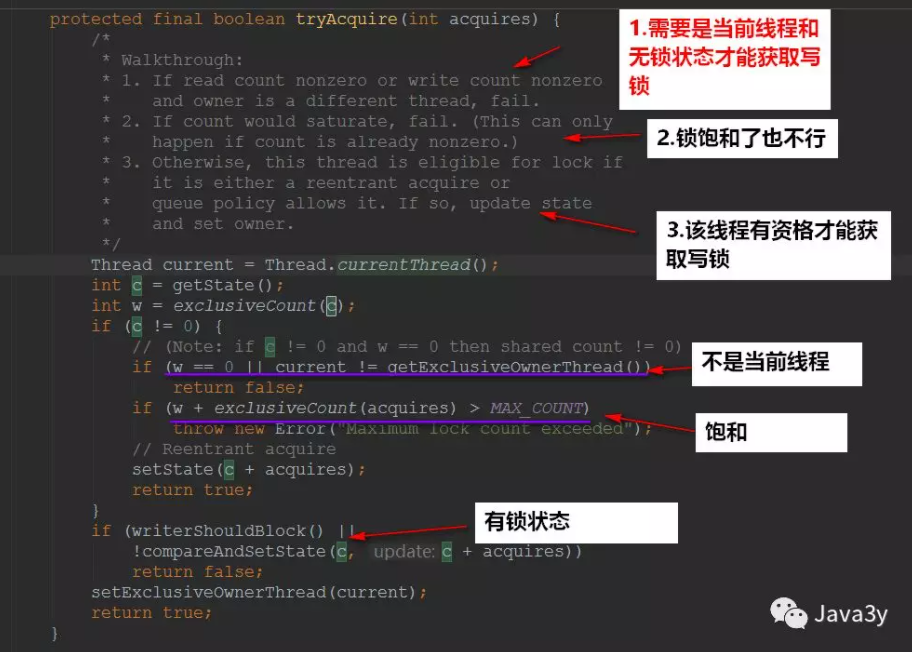 protected final boolean tryAcquire(int acquires) {
/*
* Walkthrough:
* 1. If read count nonzero or write count nonzero
*    and owner is a different thread, fail.
* 2. If count would saturate, fail. (This can only
*    happen if count is already nonzero.)
* 3. Otherwise, this thread is eligible for lock if
*    it is either a reentrant acquire or
*    queue policy allows it. If so, update state
*    and set owner.
*/
Thread current = Thread.currentThread();
int c = getState();
int w = exclusiveCount(c);
if (c != 0) {
// (Note: if c != 0 and w == 0 then shared count != 0)
if (w == 0 || current != getExclusiveOwnerThread())
return false;
if (w + exclusiveCount(acquires) > MAX_COUNT)
throw new Error("Maximum lock count exceeded");
// Reentrant acquire
setState(c + acquires);
return true;
}
if (writerShouldBlock() ||
!compareAndSetState(c, update: c + acquires))
return false;
setExclusiveOwnerThread(current);
return true;
}
1.需要是当前线程和
无锁状态才能获取写
锁
2.锁饱和了也不行
3.该线程有资格才能获
取写锁
不是当前线程
饱和
有锁状态
Java3y